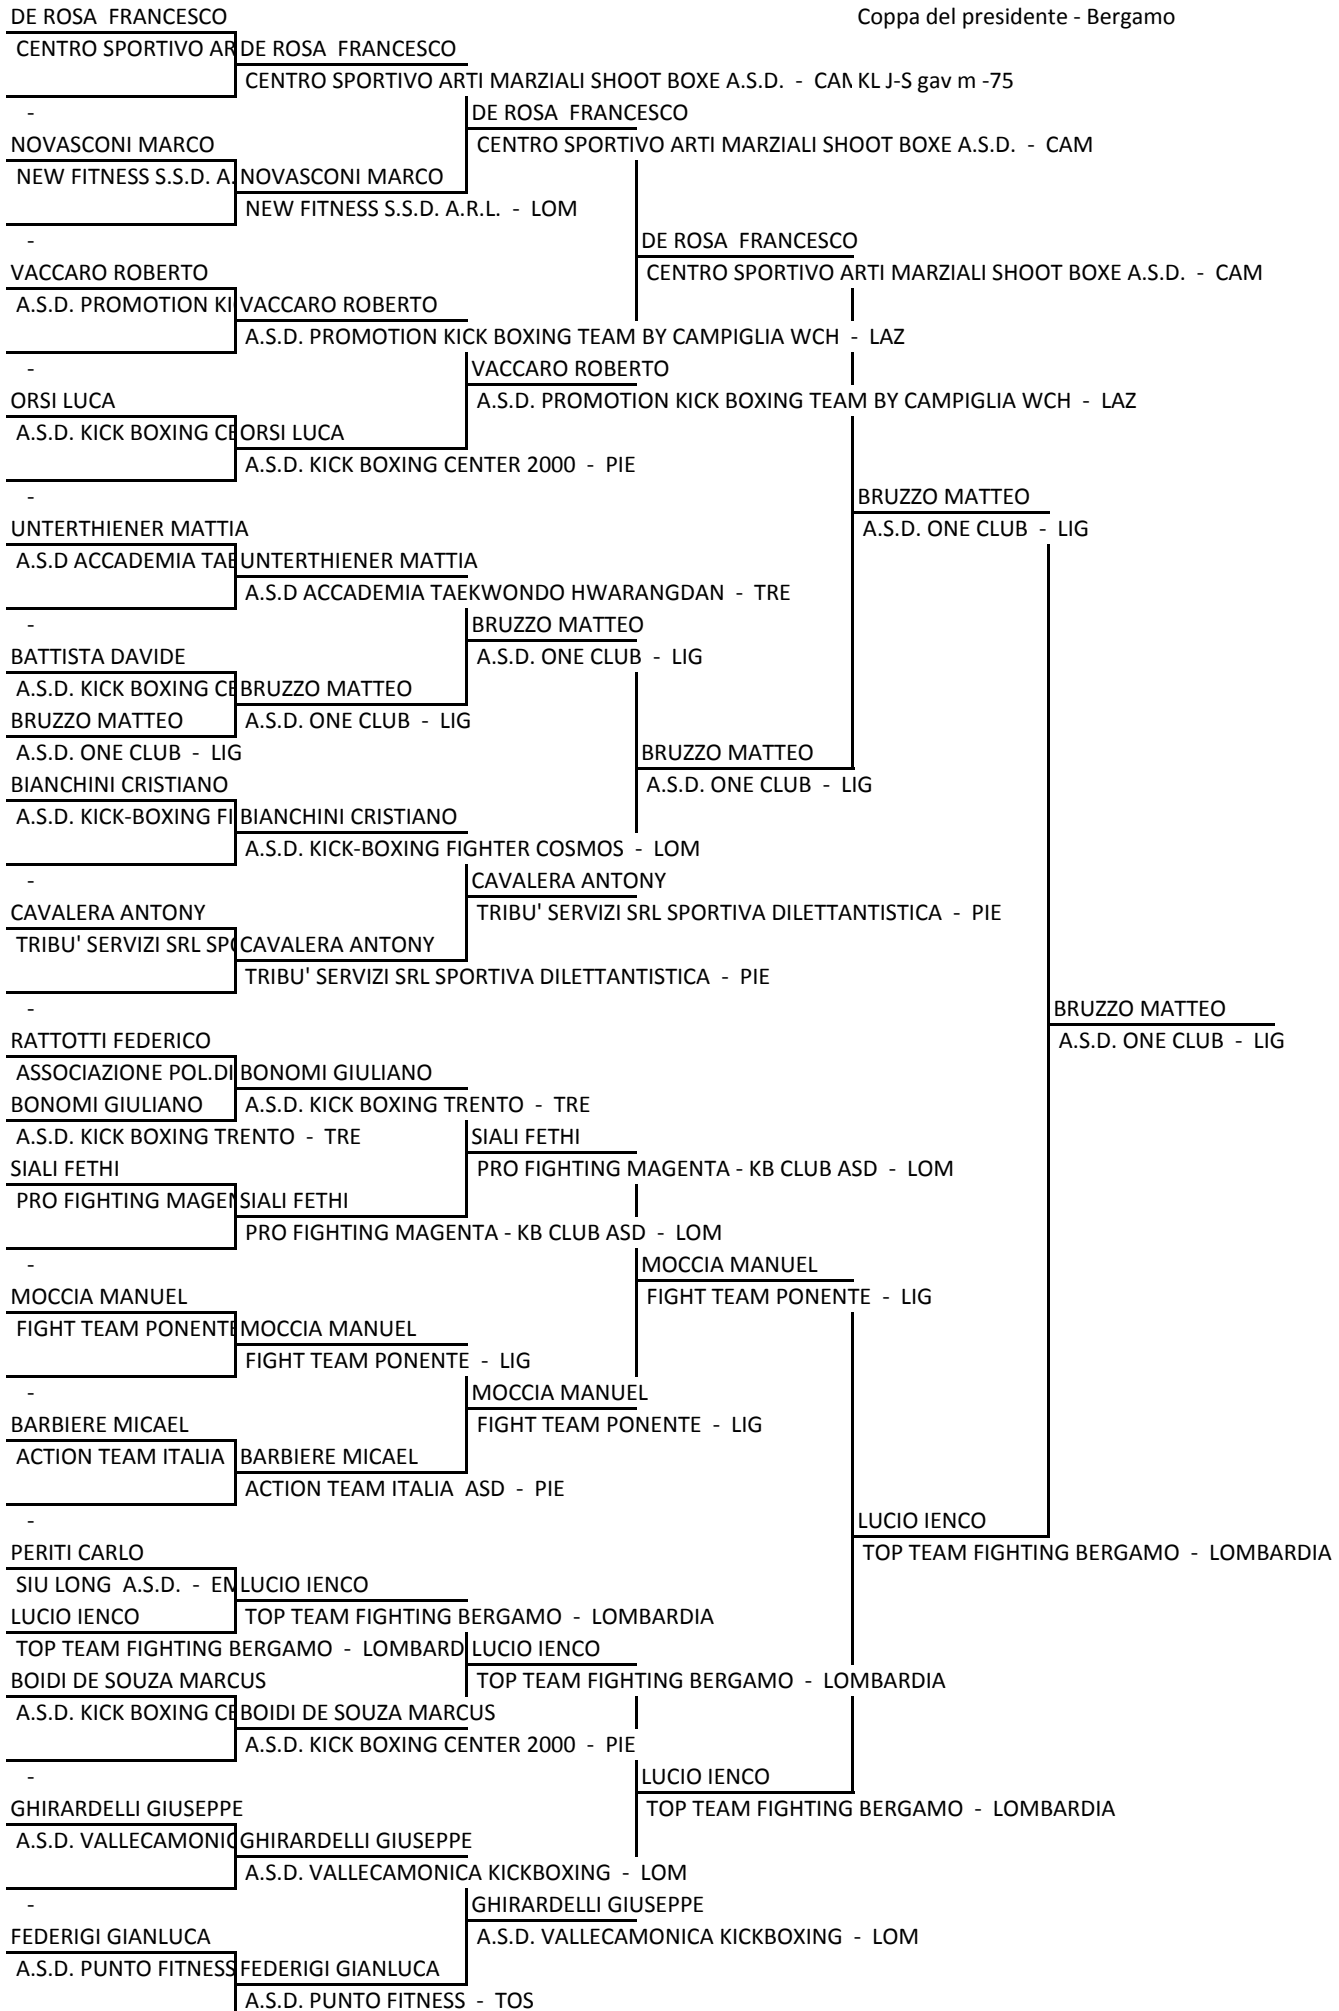 DE ROSA  FRANCESCO
Coppa del presidente - Bergamo
CENTRO SPORTIVO AR
DE ROSA  FRANCESCO
CENTRO SPORTIVO ARTI MARZIALI SHOOT BOXE A.S.D.  -  CAM
KL J-S gav m -75
-
DE ROSA  FRANCESCO
NOVASCONI MARCO
CENTRO SPORTIVO ARTI MARZIALI SHOOT BOXE A.S.D.  -  CAM
NEW FITNESS S.S.D. A.
NOVASCONI MARCO
NEW FITNESS S.S.D. A.R.L.  -  LOM
-
DE ROSA  FRANCESCO
VACCARO ROBERTO
CENTRO SPORTIVO ARTI MARZIALI SHOOT BOXE A.S.D.  -  CAM
A.S.D. PROMOTION KI
VACCARO ROBERTO
A.S.D. PROMOTION KICK BOXING TEAM BY CAMPIGLIA WCH  -  LAZ
-
VACCARO ROBERTO
ORSI LUCA
A.S.D. PROMOTION KICK BOXING TEAM BY CAMPIGLIA WCH  -  LAZ
A.S.D. KICK BOXING CE
ORSI LUCA
A.S.D. KICK BOXING CENTER 2000  -  PIE
-
BRUZZO MATTEO
UNTERTHIENER MATTIA
A.S.D. ONE CLUB  -  LIG
A.S.D ACCADEMIA TAE
UNTERTHIENER MATTIA
A.S.D ACCADEMIA TAEKWONDO HWARANGDAN  -  TRE
-
BRUZZO MATTEO
BATTISTA DAVIDE
A.S.D. ONE CLUB  -  LIG
A.S.D. KICK BOXING CE
BRUZZO MATTEO
BRUZZO MATTEO
A.S.D. ONE CLUB  -  LIG
A.S.D. ONE CLUB  -  LIG
BRUZZO MATTEO
BIANCHINI CRISTIANO
A.S.D. ONE CLUB  -  LIG
A.S.D. KICK-BOXING FI
BIANCHINI CRISTIANO
A.S.D. KICK-BOXING FIGHTER COSMOS  -  LOM
-
CAVALERA ANTONY
CAVALERA ANTONY
TRIBU' SERVIZI SRL SPORTIVA DILETTANTISTICA  -  PIE
TRIBU' SERVIZI SRL SPO
CAVALERA ANTONY
TRIBU' SERVIZI SRL SPORTIVA DILETTANTISTICA  -  PIE
-
BRUZZO MATTEO
RATTOTTI FEDERICO
A.S.D. ONE CLUB  -  LIG
ASSOCIAZIONE POL.DI
BONOMI GIULIANO
BONOMI GIULIANO
A.S.D. KICK BOXING TRENTO  -  TRE
A.S.D. KICK BOXING TRENTO  -  TRE
SIALI FETHI
SIALI FETHI
PRO FIGHTING MAGENTA - KB CLUB ASD  -  LOM
PRO FIGHTING MAGEN
SIALI FETHI
PRO FIGHTING MAGENTA - KB CLUB ASD  -  LOM
-
MOCCIA MANUEL
MOCCIA MANUEL
FIGHT TEAM PONENTE  -  LIG
FIGHT TEAM PONENTE
MOCCIA MANUEL
FIGHT TEAM PONENTE  -  LIG
-
MOCCIA MANUEL
BARBIERE MICAEL
FIGHT TEAM PONENTE  -  LIG
ACTION TEAM ITALIA
BARBIERE MICAEL
ACTION TEAM ITALIA  ASD  -  PIE
-
LUCIO IENCO
PERITI CARLO
TOP TEAM FIGHTING BERGAMO  -  LOMBARDIA
SIU LONG  A.S.D.  -  EM
LUCIO IENCO
LUCIO IENCO
TOP TEAM FIGHTING BERGAMO  -  LOMBARDIA
TOP TEAM FIGHTING BERGAMO  -  LOMBARD
LUCIO IENCO
BOIDI DE SOUZA MARCUS
TOP TEAM FIGHTING BERGAMO  -  LOMBARDIA
A.S.D. KICK BOXING CE
BOIDI DE SOUZA MARCUS
A.S.D. KICK BOXING CENTER 2000  -  PIE
-
LUCIO IENCO
GHIRARDELLI GIUSEPPE
TOP TEAM FIGHTING BERGAMO  -  LOMBARDIA
A.S.D. VALLECAMONIC
GHIRARDELLI GIUSEPPE
A.S.D. VALLECAMONICA KICKBOXING  -  LOM
-
GHIRARDELLI GIUSEPPE
FEDERIGI GIANLUCA
A.S.D. VALLECAMONICA KICKBOXING  -  LOM
A.S.D. PUNTO FITNESS
FEDERIGI GIANLUCA
A.S.D. PUNTO FITNESS  -  TOS